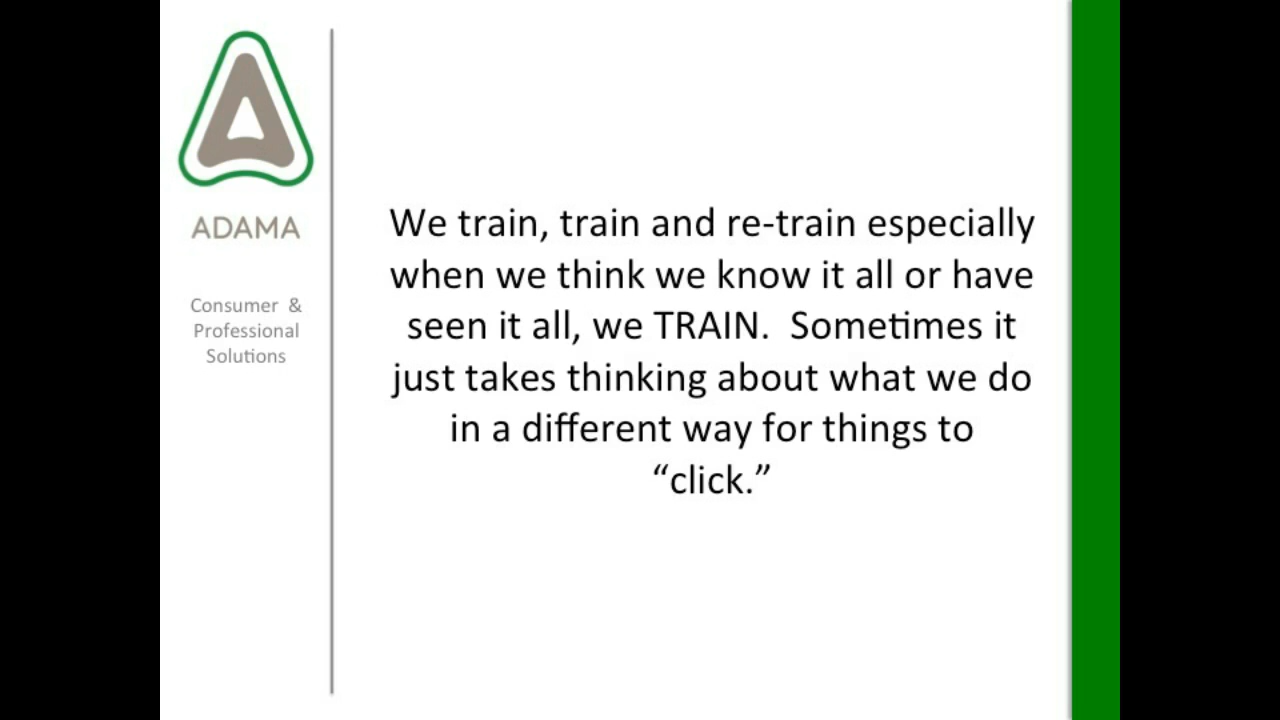 ADAMA
Consumer &
Professional
Solutions
We train, train and re-train especially
when we think we know it all or have
seen it all, we TRAIN.  Sometimes it
just takes thinking about what we do
in a different way for things to
“click.”